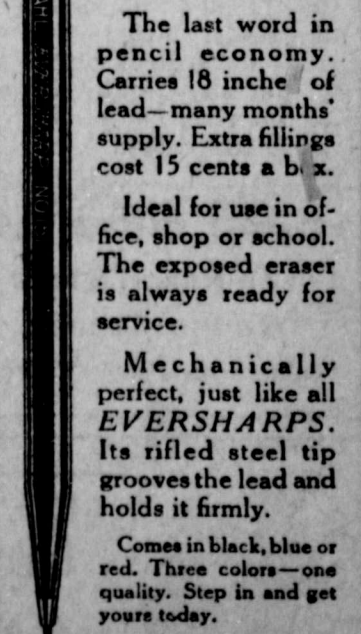 The last word in
pencil economy.
Carries 18 inche of
lead—many months'
supply. Extra fillings
cost 15 cents a box.
Ideal for use in of-
fice, shop or school.
The exposed eraser
is always ready for
service.
Mechanically
perfect, just like all
EVERSHARPS.
Its rifled steel tip
grooves the lead and
holds it firmly.
Comes in black, blue or
red. Three colors—one
quality. Step in and get
yours today.